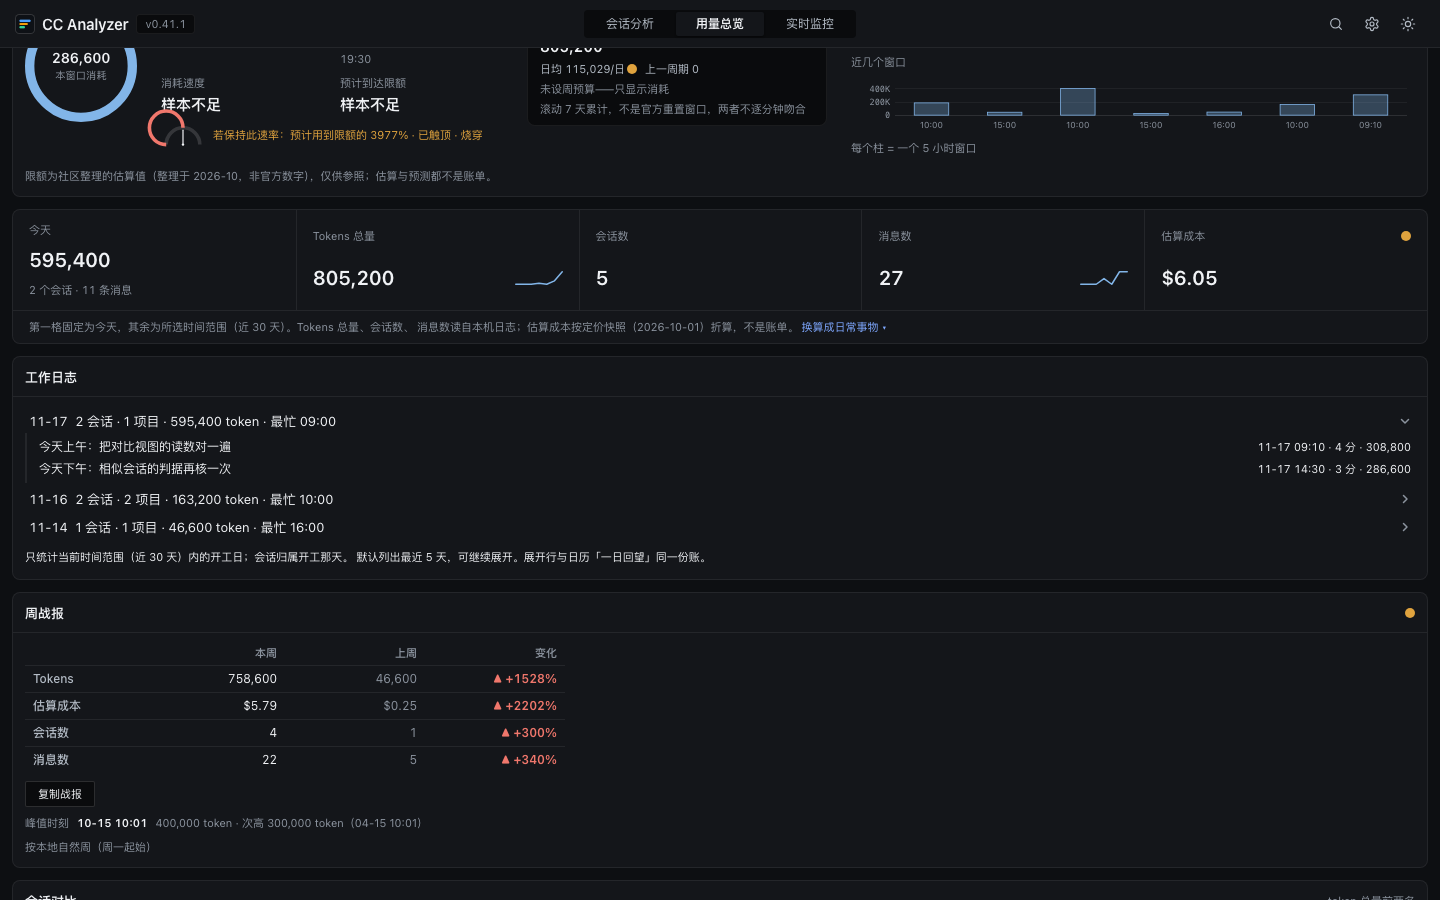 CC Analyzer v0.41.1
会话分析 用量总览 实时监控
286,600
本窗口消耗
19:30
消耗速度
样本不足
预计到达限额
样本不足
若保持此速率：预计用到限额的 3977% · 已触顶 · 烧穿
限额为社区整理的估算值（整理于 2026-10，非官方数字），仅供参照；估算与预测都不是账单。
805,200
日均 115,029/日 上一周期 0
未设周预算——只显示消耗
滚动 7 天累计，不是官方重置窗口，两者不逐分钟吻合
近几个窗口
400K
200K
0
10:00 15:00 10:00 15:00 16:00 10:00 09:10
每个柱 = 一个 5 小时窗口
今天
595,400
2 个会话 · 11 条消息
Tokens 总量
805,200
会话数
5
消息数
27
估算成本
$6.05
第一格固定为今天，其余为所选时间范围（近 30 天）。Tokens 总量、会话数、 消息数读自本机日志；估算成本按定价快照（2026-10-01）折算，不是账单。 换算成日常事物
工作日志
11-17 2 会话 · 1 项目 · 595,400 token · 最忙 09:00
今天上午：把对比视图的读数对一遍 11-17 09:10 · 4 分 · 308,800
今天下午：相似会话的判据再核一次 11-17 14:30 · 3 分 · 286,600
11-16 2 会话 · 2 项目 · 163,200 token · 最忙 10:00
11-14 1 会话 · 1 项目 · 46,600 token · 最忙 16:00
只统计当前时间范围（近 30 天）内的开工日；会话归属开工那天。 默认列出最近 5 天，可继续展开。展开行与日历「一日回望」同一份账。
周战报
本周 上周 变化
Tokens 758,600 46,600 ▲ +1528%
估算成本 $5.79 $0.25 ▲ +2202%
会话数 4 1 ▲ +300%
消息数 22 5 ▲ +340%
复制战报
峰值时刻 10-15 10:01 400,000 token · 次高 300,000 token（04-15 10:01）
按本地自然周（周一起始）
会话对比 token 总量前两名